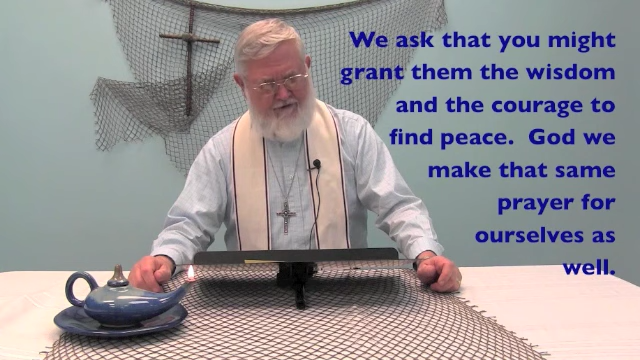 We ask that you might
grant them the wisdom
and the courage to
find peace.  God we
make that same
prayer for
ourselves as
well.